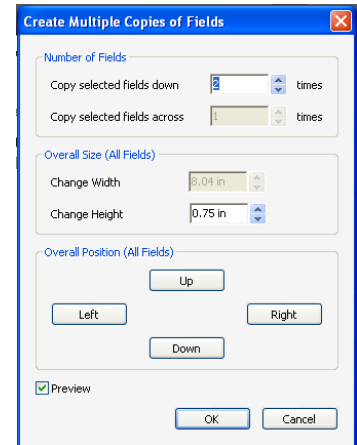 Create Multiple Copies of Fields
Number of Fields
Copy selected fields down 2 times
Copy selected fields across 1 times
Overall Size (All Fields)
Change Width 8.04 in
Change Height 0.75 in
Overall Position (All Fields)
Up
Left Right
Down
Preview
OK Cancel